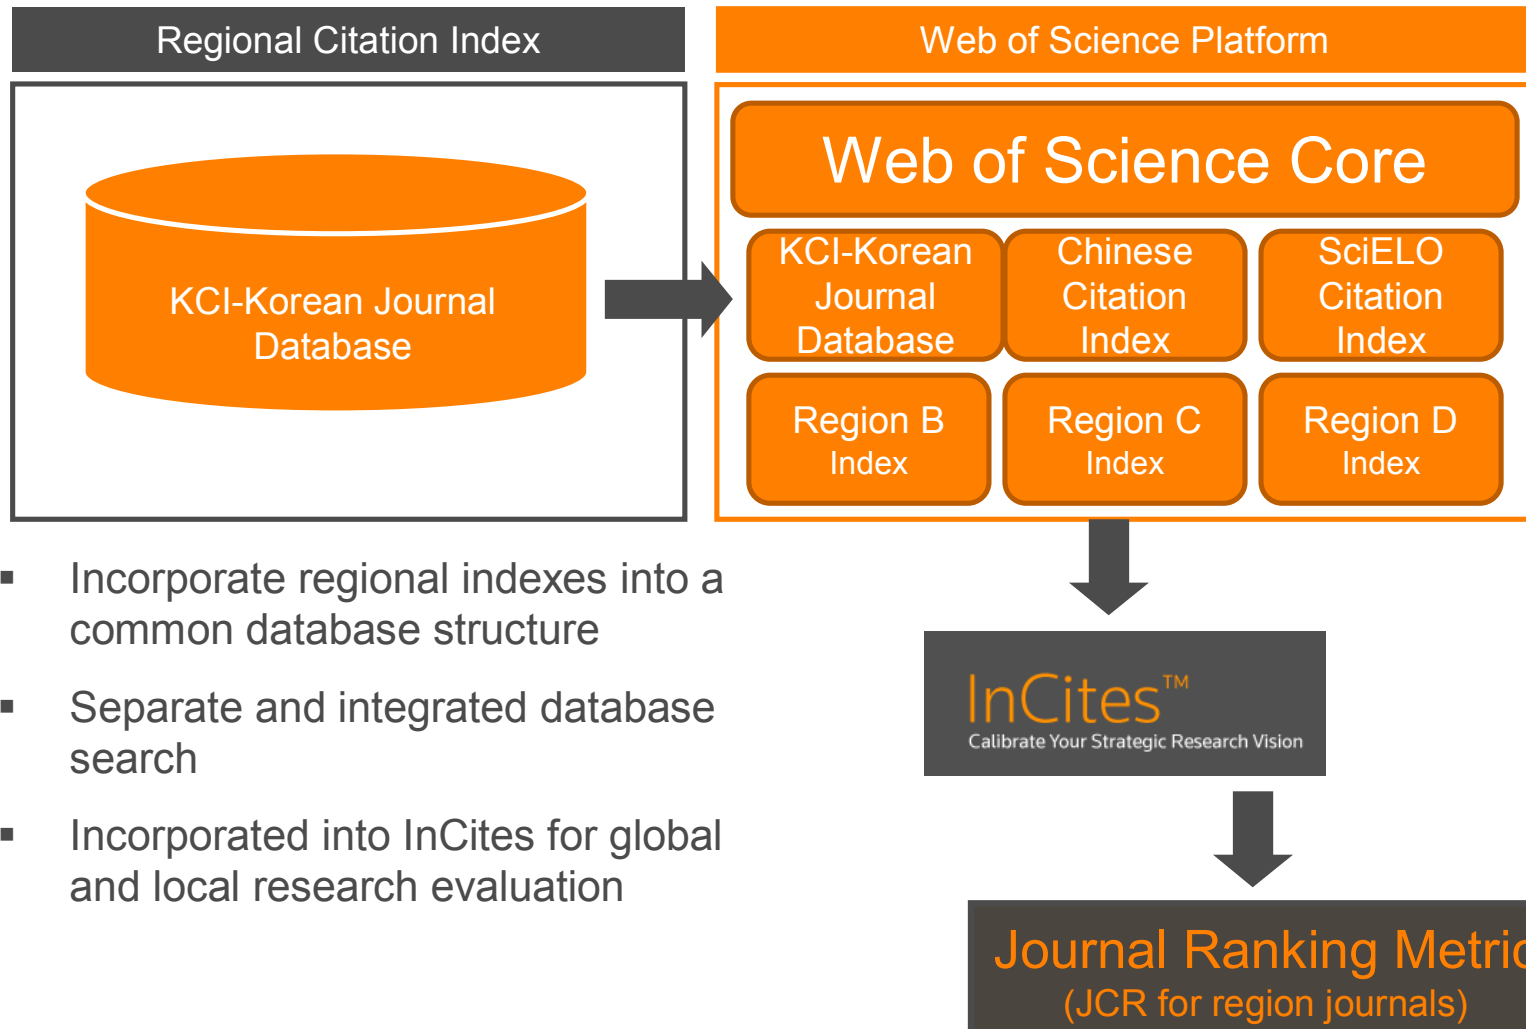 Regional Citation Index
KCI-Korean Journal
Database
Web of Science Platform
Web of Science Core
KCI-Korean
Journal
Database
Chinese
Citation
Index
SciELO
Citation
Index
Region B
Index
Region C
Index
Region D
Index
▪ Incorporate regional indexes into a
common database structure
▪ Separate and integrated database
search
▪ Incorporated into InCites for global
and local research evaluation
InCites™
Calibrate Your Strategic Research Vision
Journal Ranking Metric
(JCR for region journals)